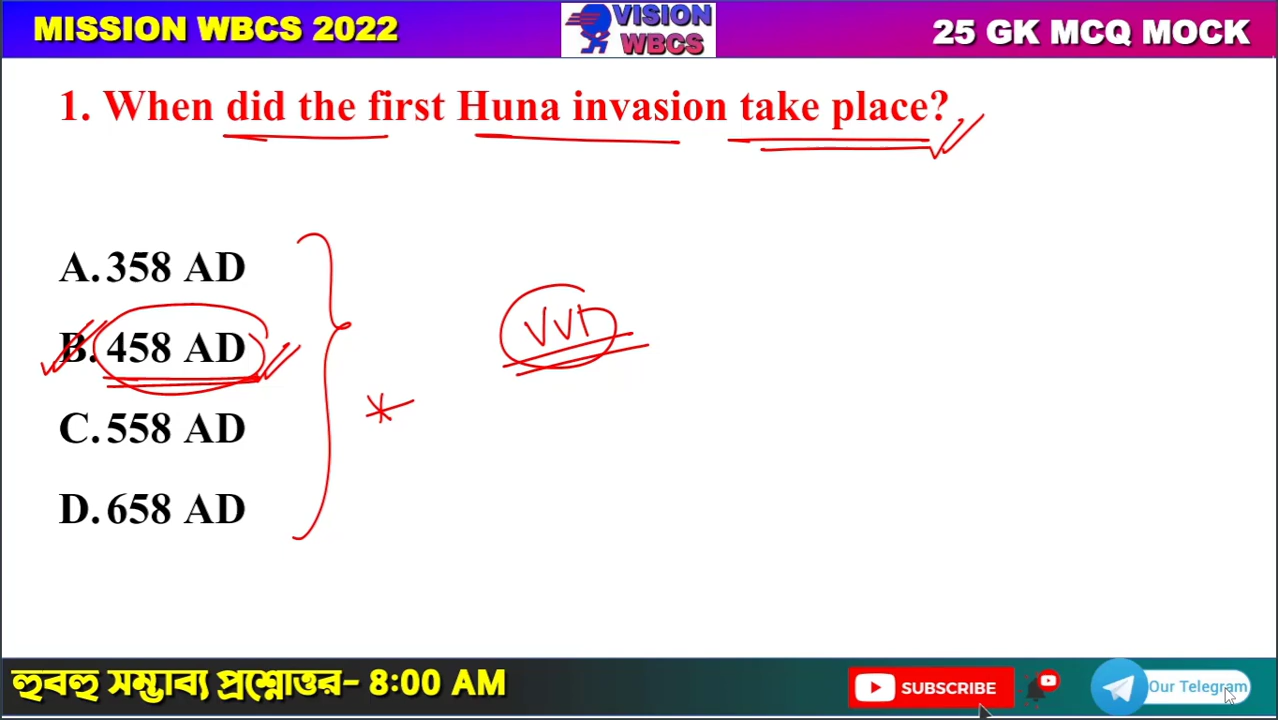 MISSION WBCS 2022
VISION
WBCS
25 GK MCQ MOCK
1. When did the first Huna invasion take place?
A. 358 AD
B. 458 AD
C. 558 AD
D. 658 AD
হুবহু সম্ভাব্য প্রশ্নোত্তর- 8:00 AM
SUBSCRIBE
Our Telegram